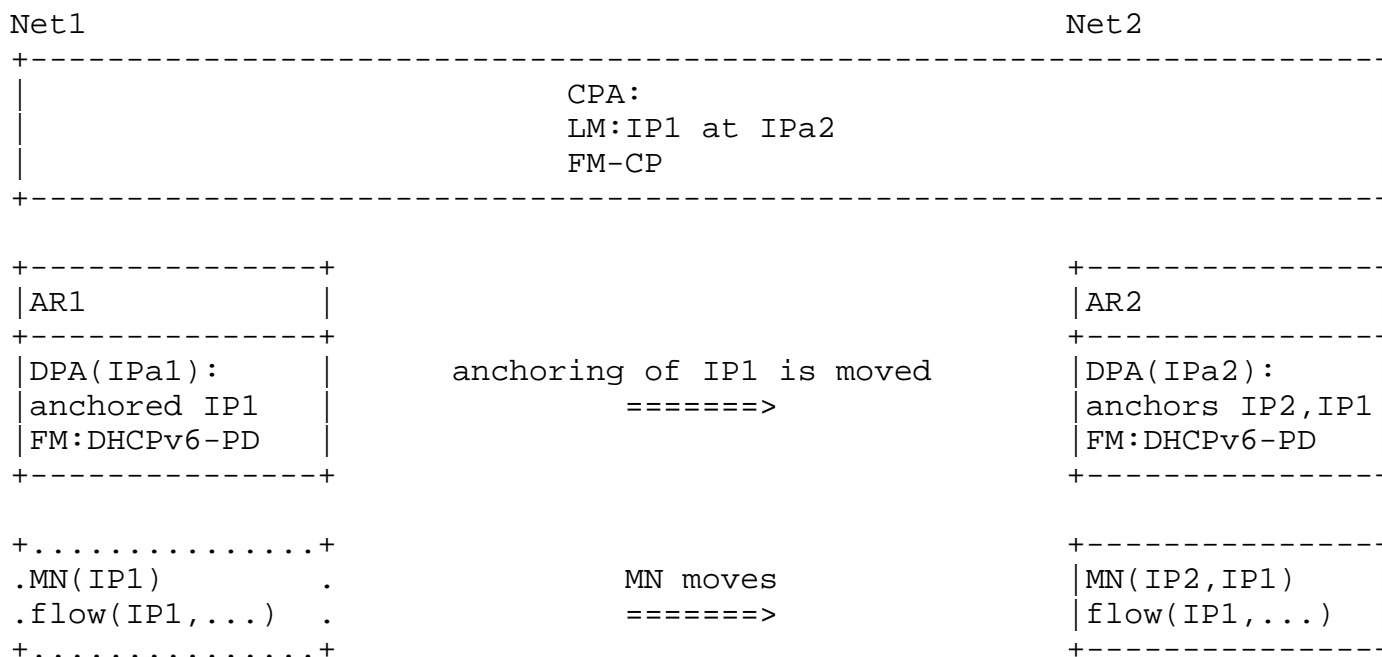 Net1                                                               Net2
+-----------------------------------------------------------------------------------
|                                  CPA:
|                                  LM:IP1 at IPa2
|                                  FM-CP
+-----------------------------------------------------------------------------------
+---------------+                                              +----------------
|AR1            |                                              |AR2
+---------------+                                              +----------------
|DPA(IPa1):     |       anchoring of IP1 is moved              |DPA(IPa2):
|anchored IP1   |                  =======>                    |anchors IP2,IP1
|FM:DHCPv6-PD   |                                              |FM:DHCPv6-PD
+---------------+                                              +----------------
+...............+                                              +----------------
.MN(IP1)        .                  MN moves                    |MN(IP2,IP1)
.flow(IP1,...)  .                  =======>                    |flow(IP1,...)
+...............+                                              +----------------